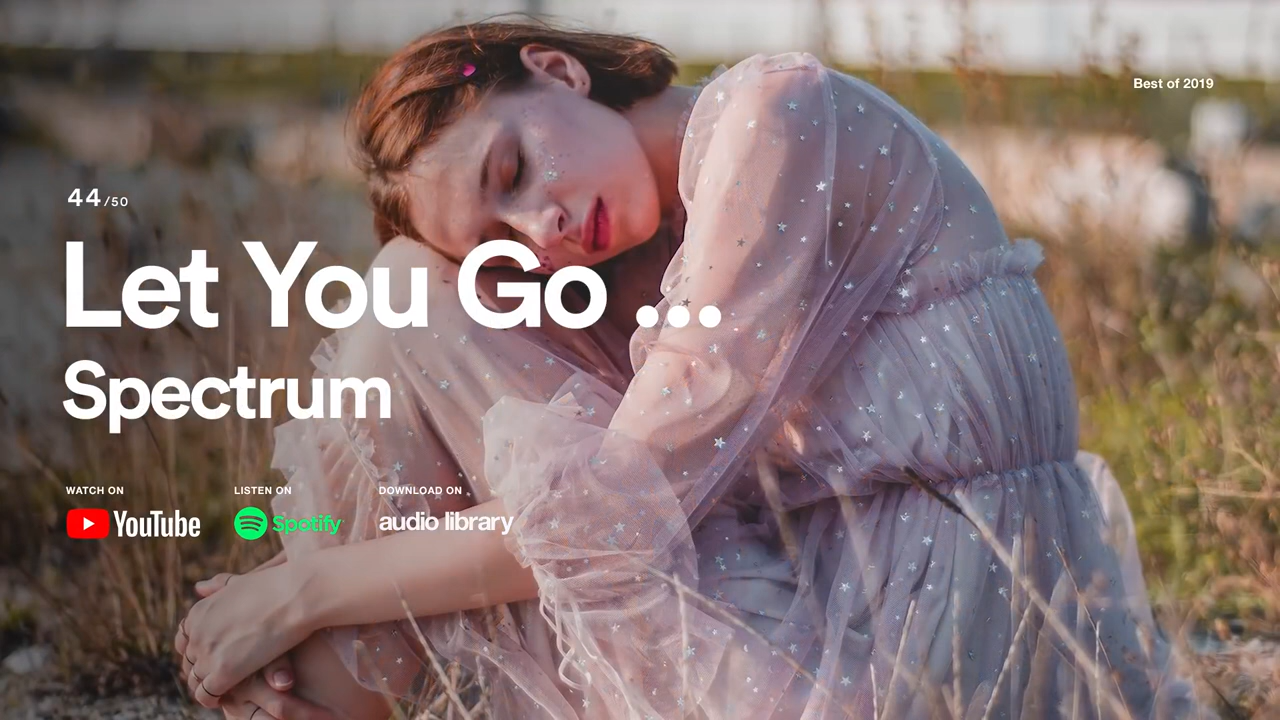 Best of 2019
44/50
Let You Go ...
Spectrum
WATCH ON LISTEN ON DOWNLOAD ON
YouTube Spotify audio library